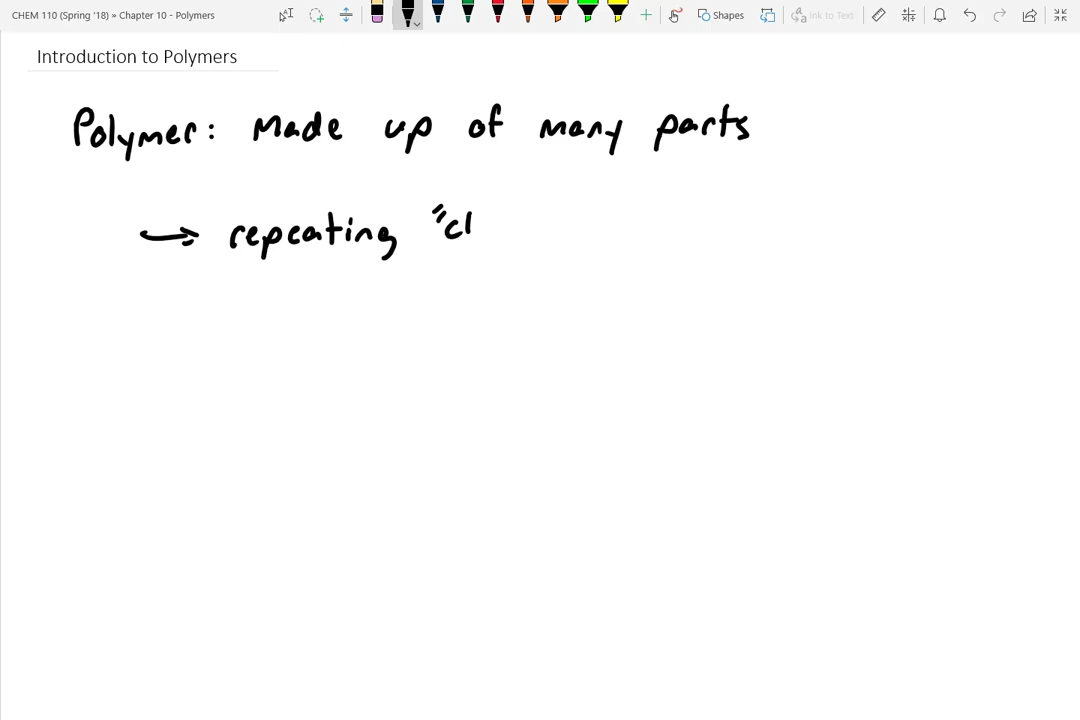 CHEM 110 (Spring '18) » Chapter 10 - Polymers
Shapes
Ink to Text
Introduction to Polymers
Polymer: Made up of many parts
→ repeating "cl